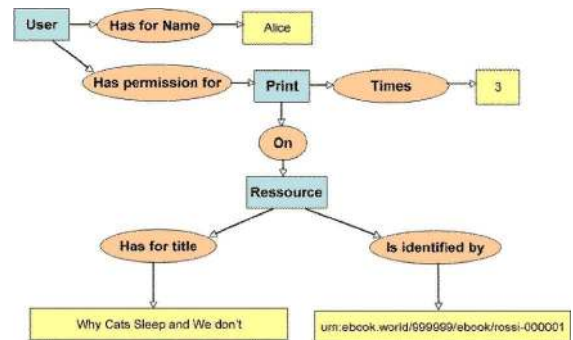 User
Has for Name
Alice
Has permission for
Print
Times
3
On
Ressource
Has for title
Is identified by
Why Cats Sleep and We don't
urn:ebook.world/999999/ebook/rossi-000001